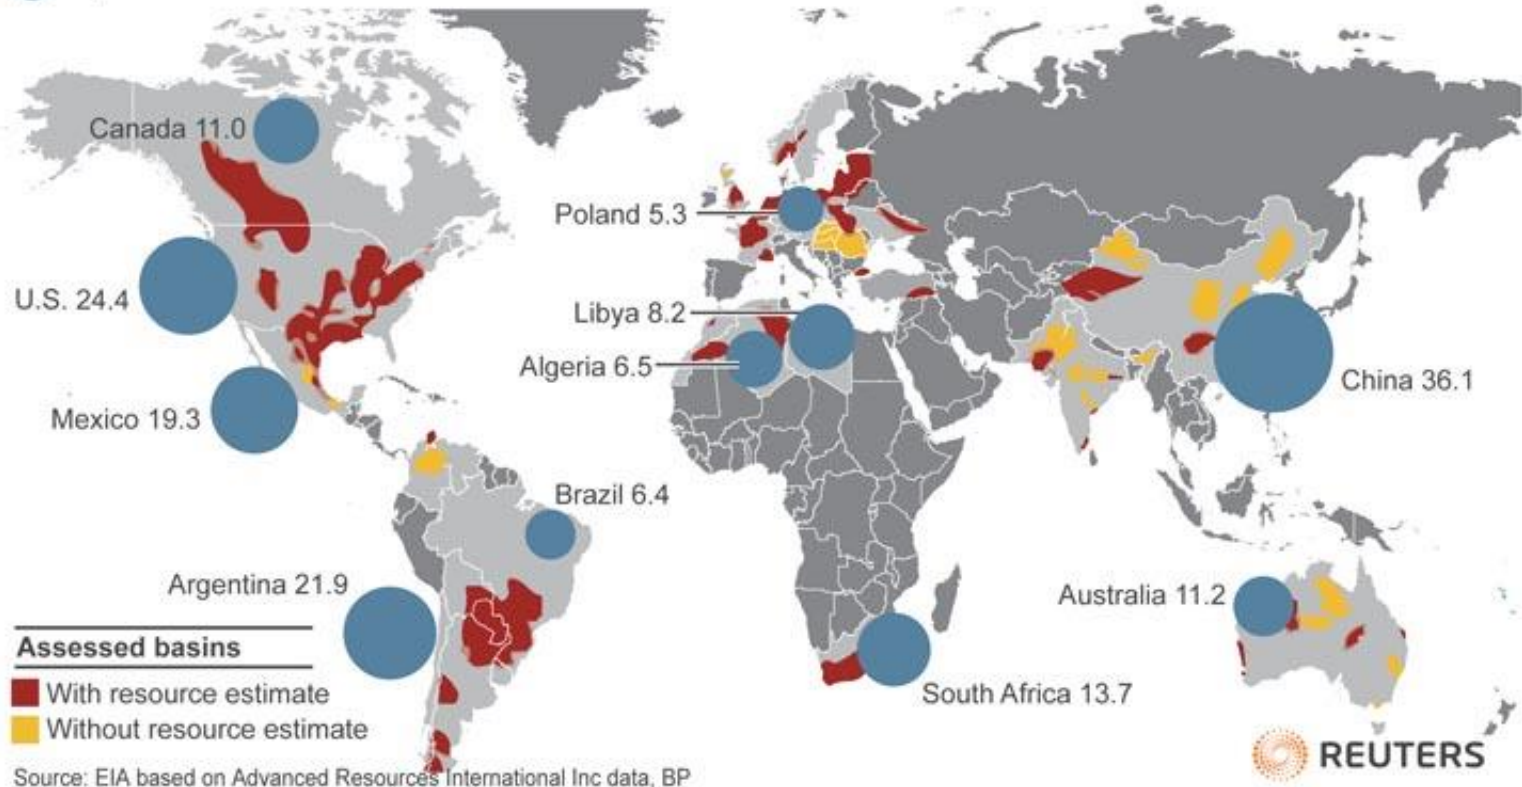 Canada 11.0
Poland 5.3
U.S. 24.4
Libya 8.2
Algeria 6.5
China 36.1
Mexico 19.3
Brazil 6.4
Argentina 21.9
Australia 11.2
South Africa 13.7
Assessed basins
With resource estimate
Without resource estimate
Source: EIA based on Advanced Resources International Inc data, BP
REUTERS